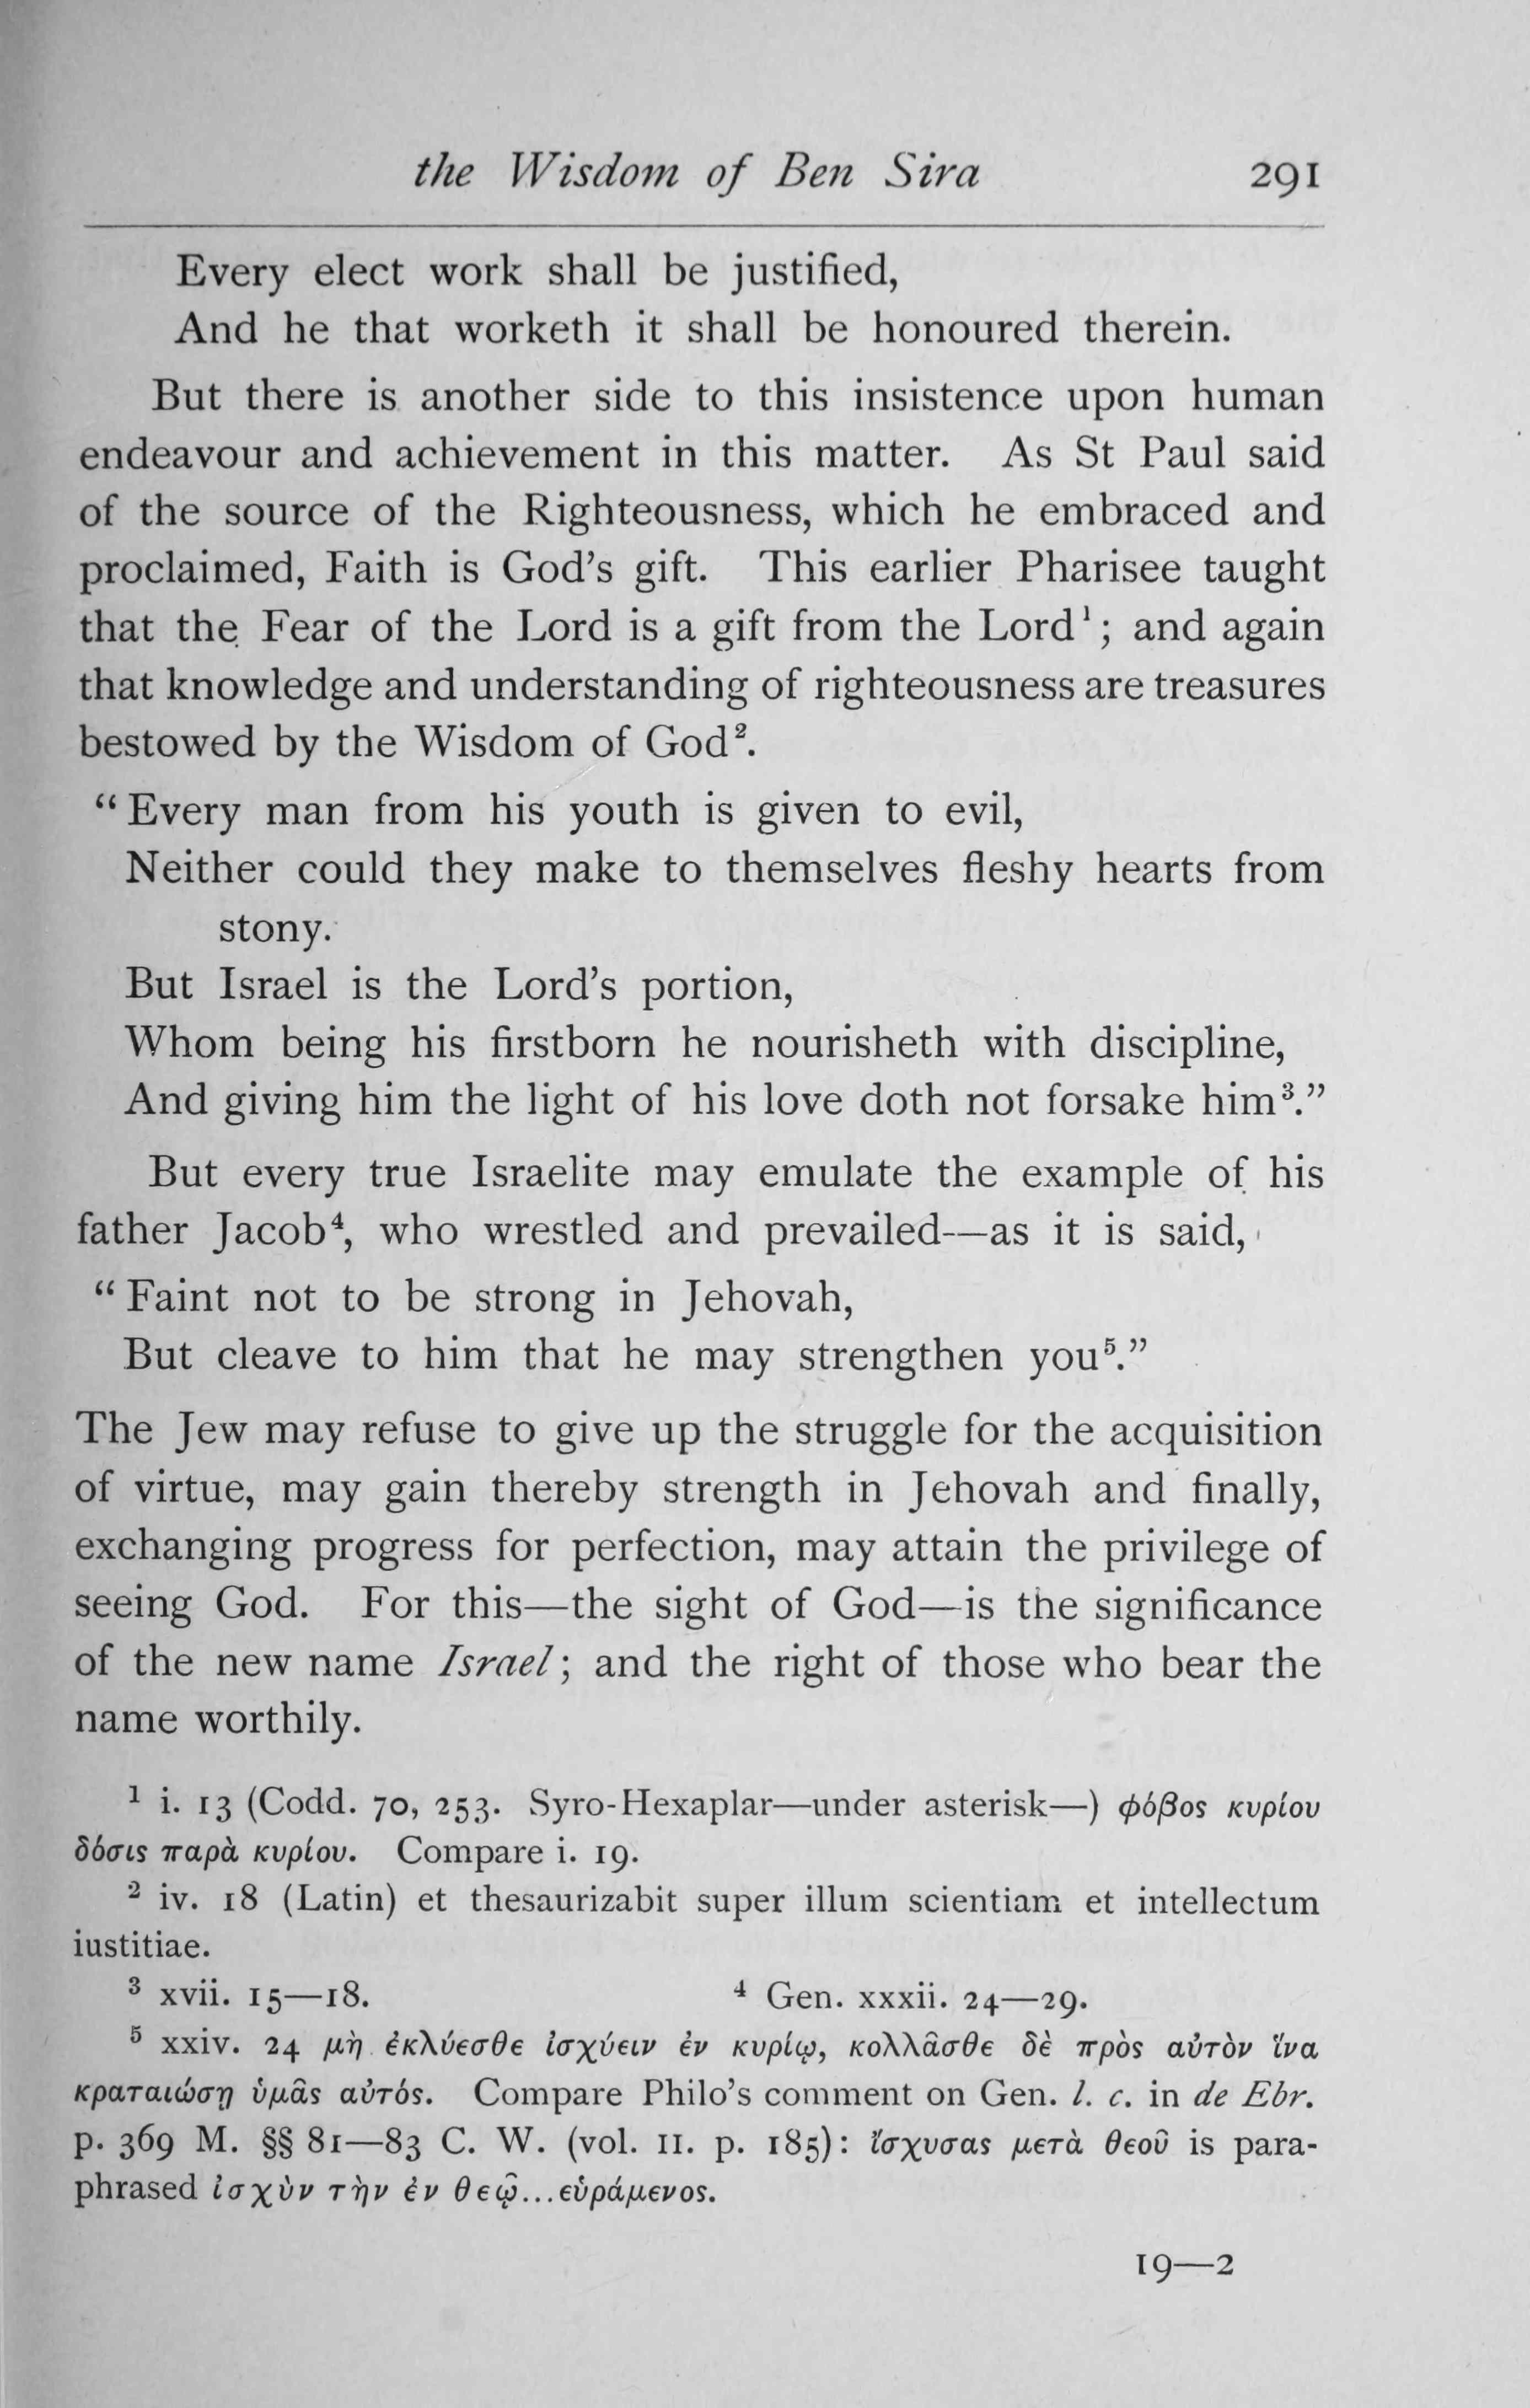 the Wisdom of Ben Sira 291
Every elect work shall be justified,
And he that worketh it shall be honoured therein.
But there is another side to this insistence upon human
endeavour and achievement in this matter. As St Paul said
of the source of the Righteousness, which he embraced and
proclaimed, Faith is God's gift. This earlier Pharisee taught
that the Fear of the Lord is a gift from the Lord¹; and again
that knowledge and understanding of righteousness are treasures
bestowed by the Wisdom of God².
“Every man from his youth is given to evil,
Neither could they make to themselves fleshy hearts from
stony.
But Israel is the Lord's portion,
Whom being his firstborn he nourisheth with discipline,
And giving him the light of his love doth not forsake him³.”
But every true Israelite may emulate the example of his
father Jacob⁴, who wrestled and prevailed—as it is said,
“Faint not to be strong in Jehovah,
But cleave to him that he may strengthen you⁵.”
The Jew may refuse to give up the struggle for the acquisition
of virtue, may gain thereby strength in Jehovah and finally,
exchanging progress for perfection, may attain the privilege of
seeing God. For this—the sight of God—is the significance
of the new name Israel; and the right of those who bear the
name worthily.
¹ i. 13 (Codd. 70, 253. Syro-Hexaplar—under asterisk—) φόβος κυρίου
δόσις παρὰ κυρίου. Compare i. 19.
² iv. 18 (Latin) et thesaurizabit super illum scientiam et intellectum
iustitiae.
³ xvii. 15—18. ⁴ Gen. xxxii. 24—29.
⁵ xxiv. 24 μὴ ἐκλύεσθε ἰσχύειν ἐν κυρίῳ, κολλᾶσθε δὲ πρὸς αὐτὸν ἵνα
κραταιώσῃ ὑμᾶς αὐτός. Compare Philo's comment on Gen. l. c. in de Ebr.
p. 369 M. §§ 81—83 C. W. (vol. II. p. 185): ἴσχυσας μετὰ θεοῦ is para-
phrased ἰσχὺν τὴν ἐν θεῷ...εὑράμενος.
19—2